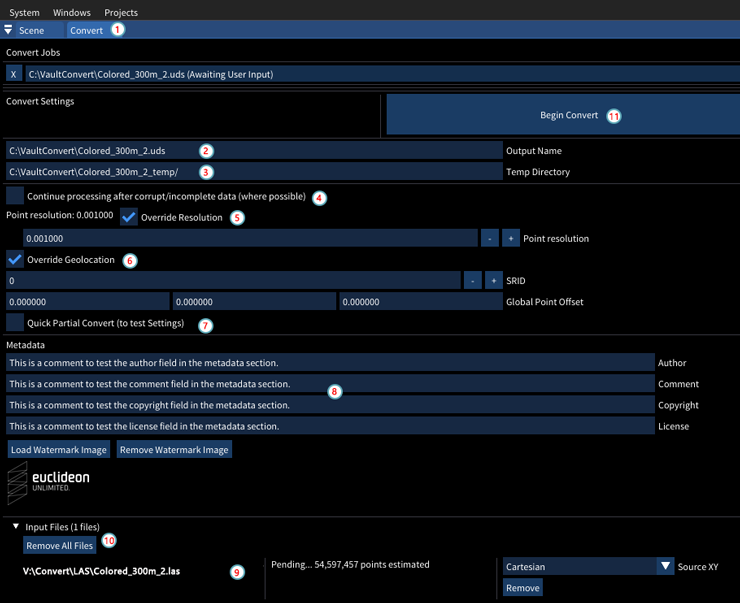 System Windows Projects
Scene Convert 1
Convert Jobs
X C:\VaultConvert\Colored_300m_2.uds (Awaiting User Input)
Convert Settings
Begin Convert 11
C:\VaultConvert\Colored_300m_2.uds 2 Output Name
C:\VaultConvert\Colored_300m_2_temp/ 3 Temp Directory
Continue processing after corrupt/incomplete data (where possible) 4
Point resolution: 0.001000 Override Resolution 5
0.001000 - + Point resolution
Override Geolocation 6
0 - + SRID
0.000000 0.000000 0.000000 Global Point Offset
Quick Partial Convert (to test Settings) 7
Metadata
This is a comment to test the author field in the metadata section. Author
This is a comment to test the comment field in the metadata section. 8 Comment
This is a comment to test the copyright field in the metadata section. Copyright
This is a comment to test the license field in the metadata section. License
Load Watermark Image Remove Watermark Image
euclideon
UNLIMITED.
Input Files (1 files)
Remove All Files 10
V:\Convert\LAS\Colored_300m_2.las 9 Pending... 54,597,457 points estimated Cartesian Source XY
Remove